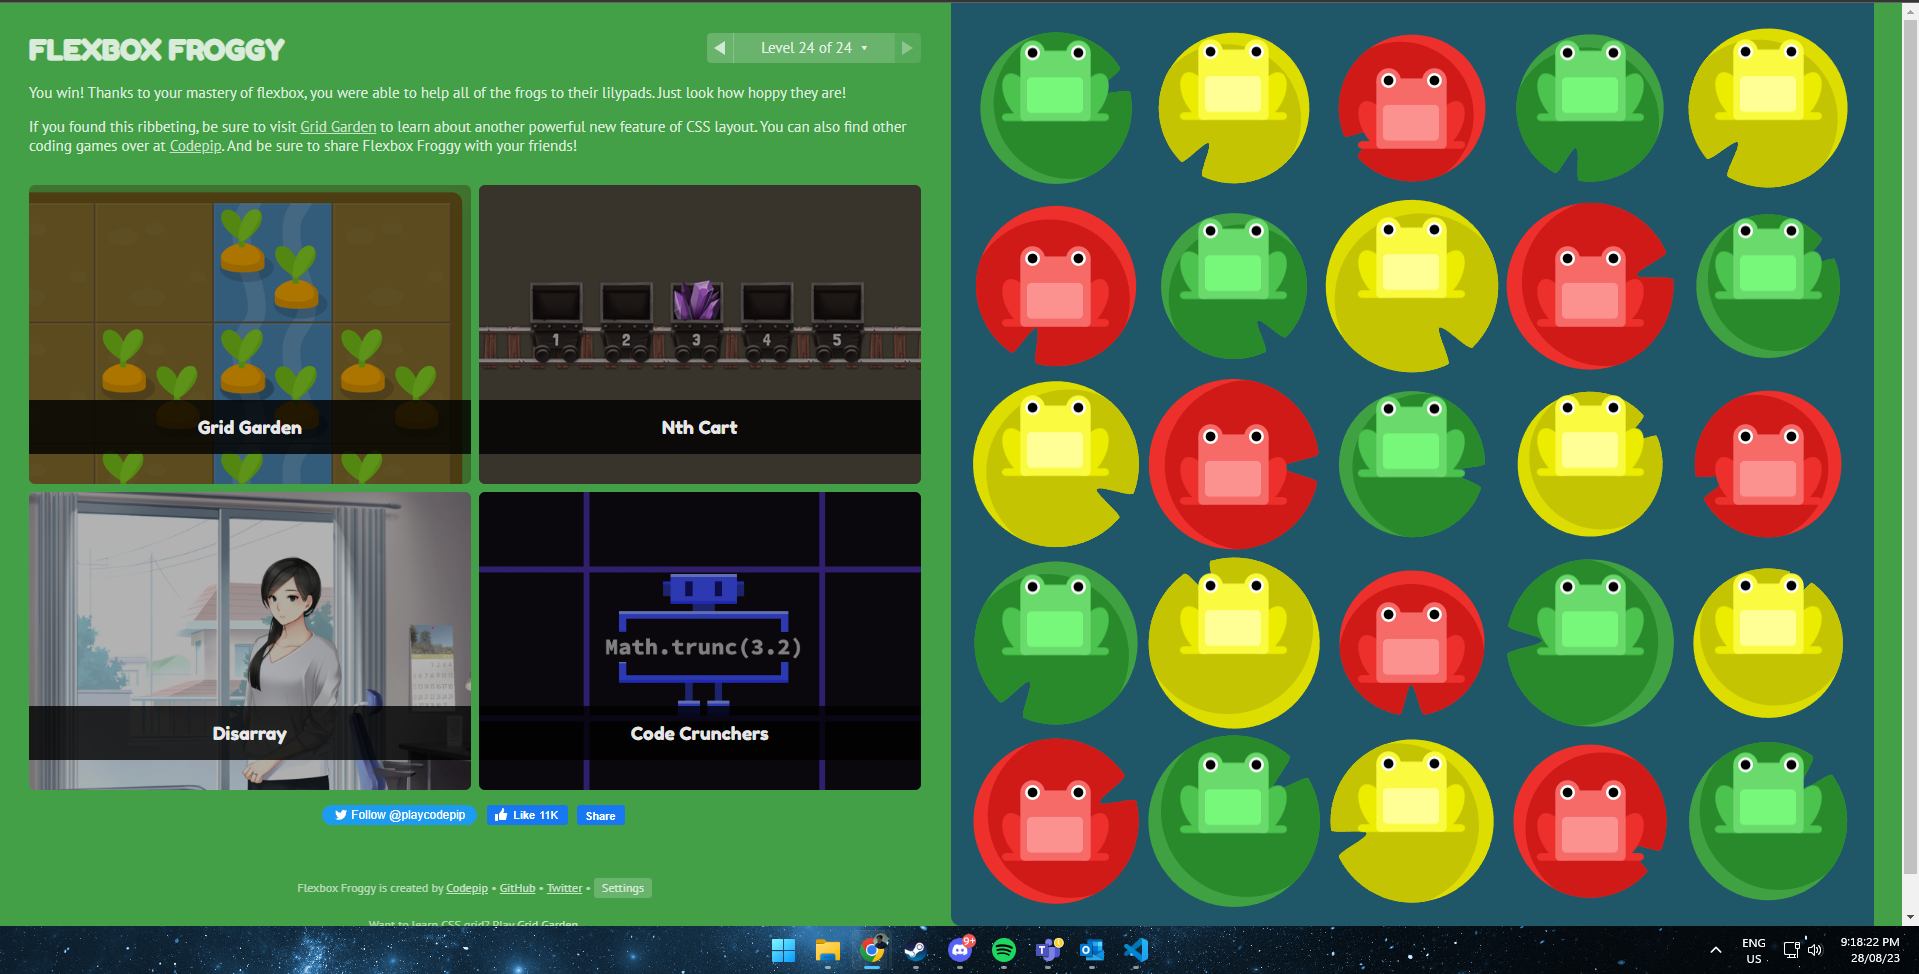 FLEXBOX FROGGY
Level 24 of 24
You win! Thanks to your mastery of flexbox, you were able to help all of the frogs to their lilypads. Just look how hoppy they are!
If you found this ribbeting, be sure to visit Grid Garden to learn about another powerful new feature of CSS layout. You can also find other
coding games over at Codepip. And be sure to share Flexbox Froggy with your friends!
1 2 3 4 5
Grid Garden
Nth Cart
Math.trunc(3.2)
Disarray
Code Crunchers
Follow @playcodepip
Like 11K
Share
Flexbox Froggy is created by Codepip • GitHub • Twitter • Settings
Want to learn CSS grid? Play Grid Garden
9+
ENG
US
9:18:22 PM
28/08/23